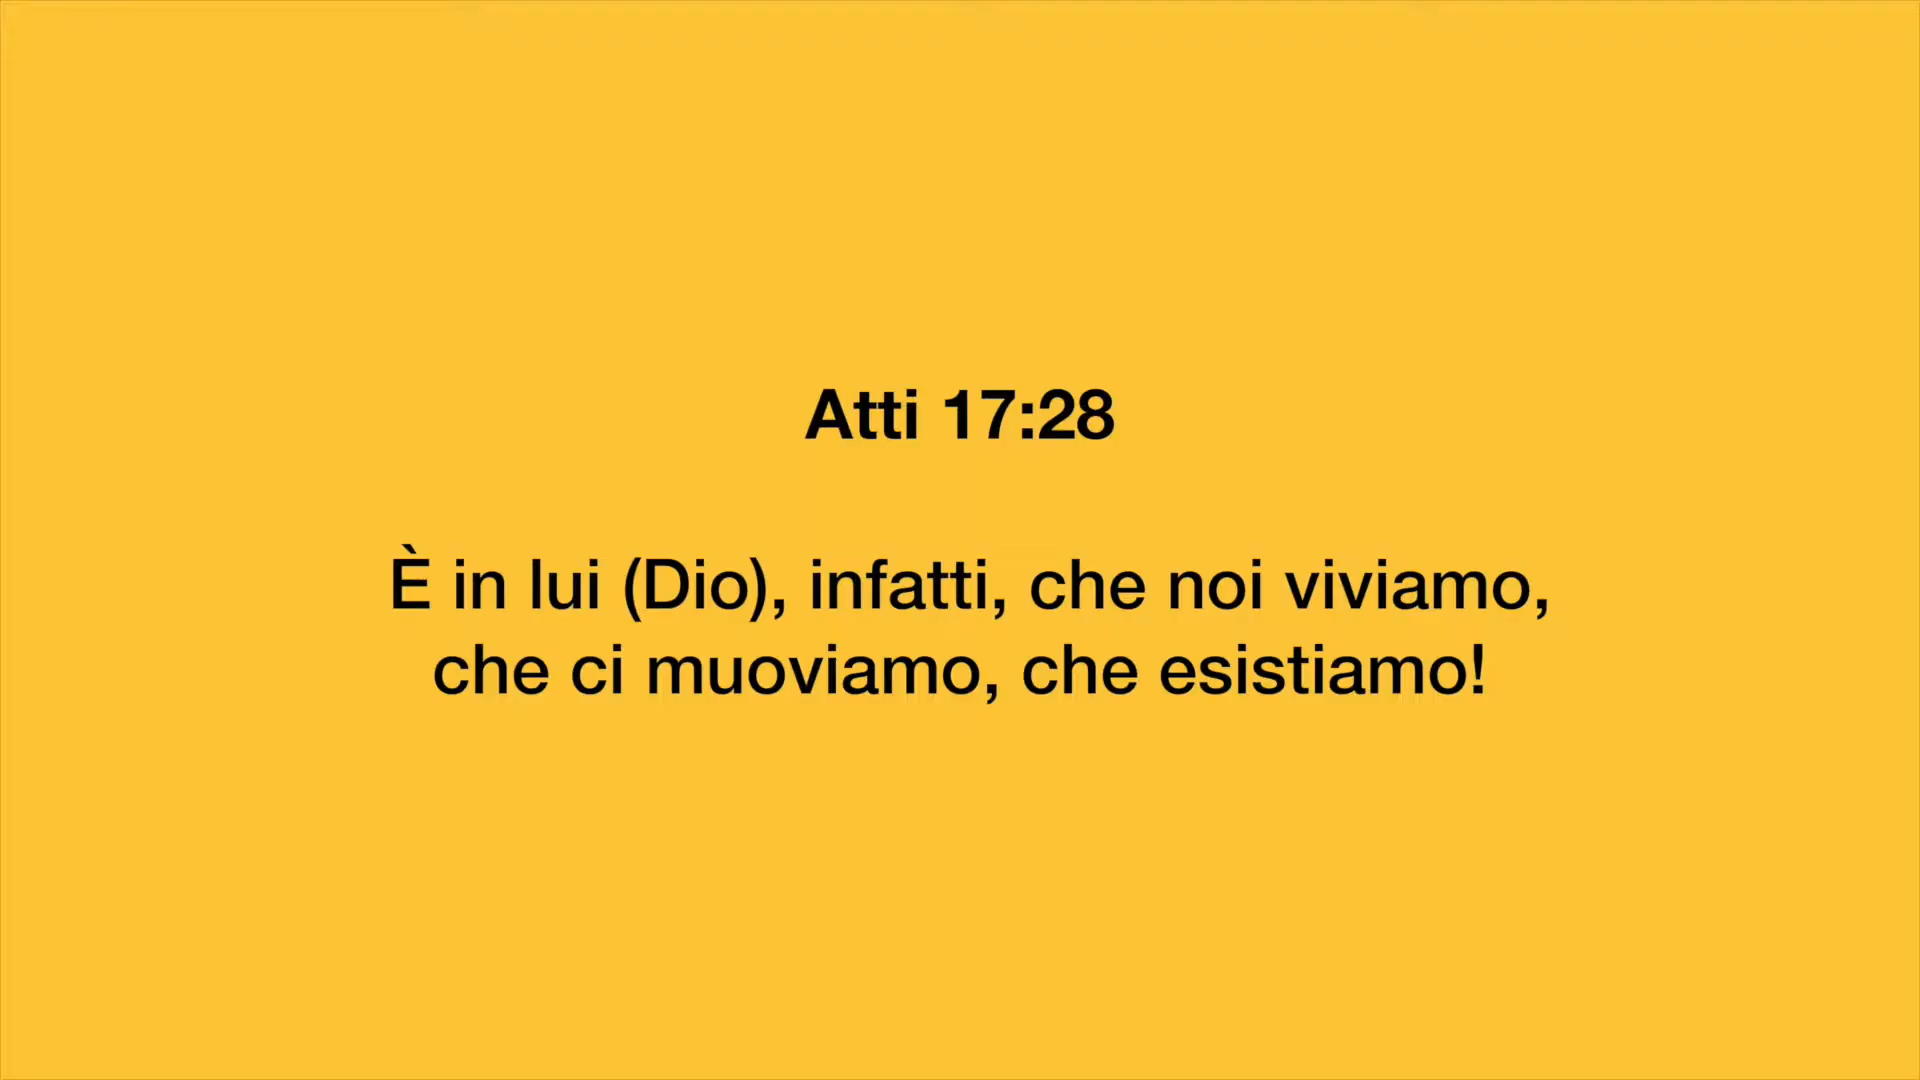 Atti 17:28
È in lui (Dio), infatti, che noi viviamo,
che ci muoviamo, che esistiamo!